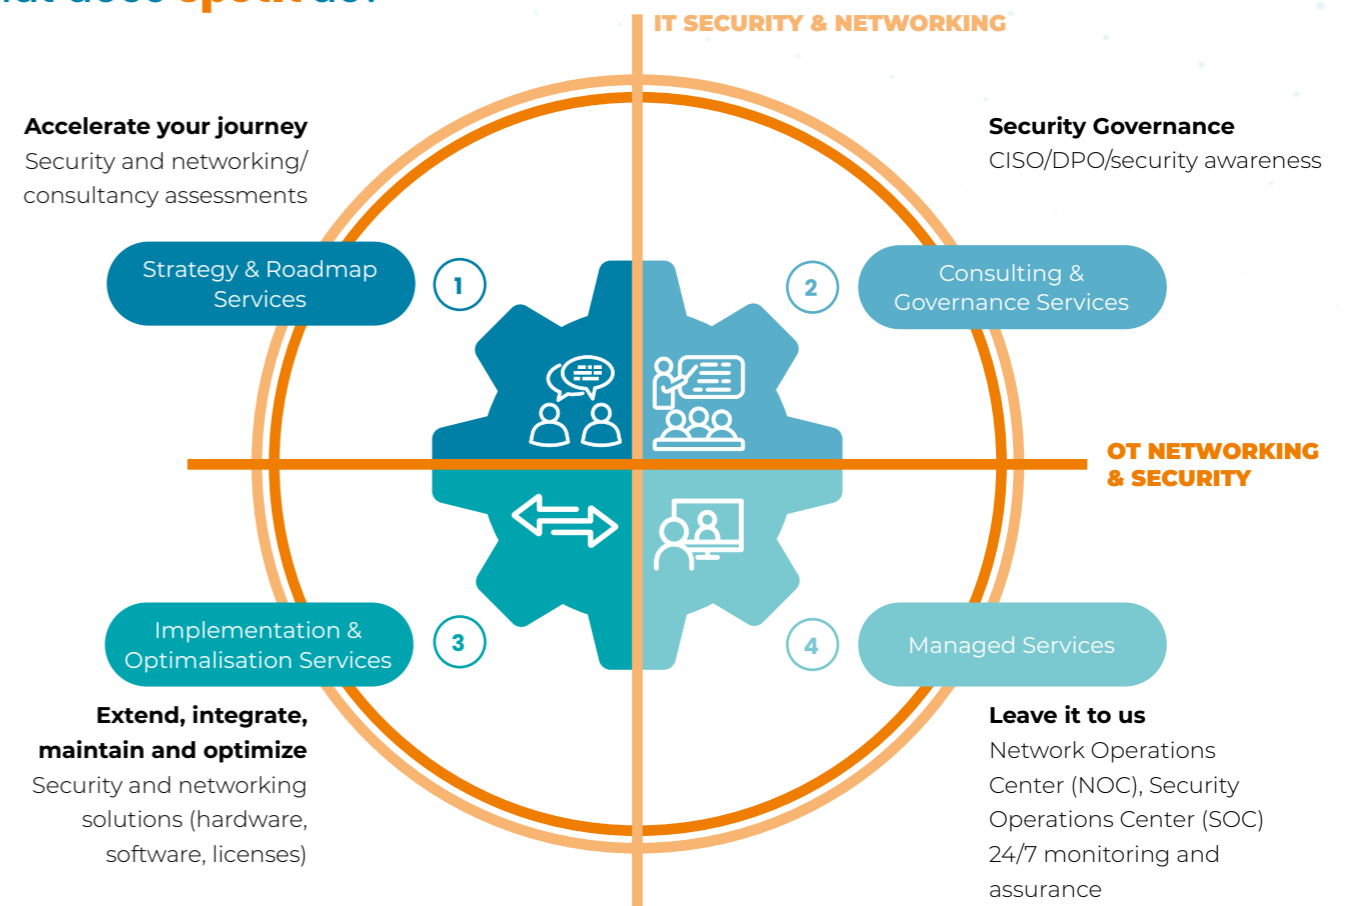 IT SECURITY & NETWORKING
Accelerate your journey
Security and networking/
consultancy assessments
Strategy & Roadmap
Services
1
Security Governance
CISO/DPO/security awareness
2
Consulting &
Governance Services
OT NETWORKING
& SECURITY
Implementation &
Optimalisation Services
3
Extend, integrate,
maintain and optimize
Security and networking
solutions (hardware,
software, licenses)
4
Managed Services
Leave it to us
Network Operations
Center (NOC), Security
Operations Center (SOC)
24/7 monitoring and
assurance